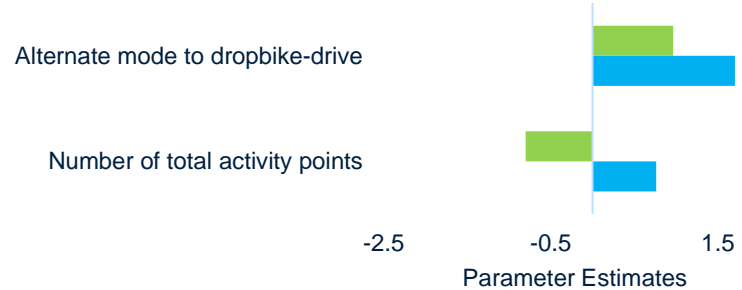 Alternate mode to dropbike-drive
Number of total activity points
-2.5 -0.5 1.5
Parameter Estimates